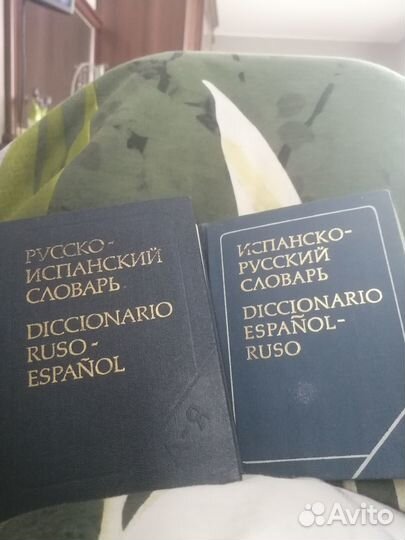 РУССКО-
ИСПАНСКИЙ
СЛОВАРЬ
DICCIONARIO
RUSO-
ESPAÑOL
ИСПАНСКО-
РУССКИЙ
СЛОВАРЬ
DICCIONARIO
ESPAÑOL-
RUSO
Avito